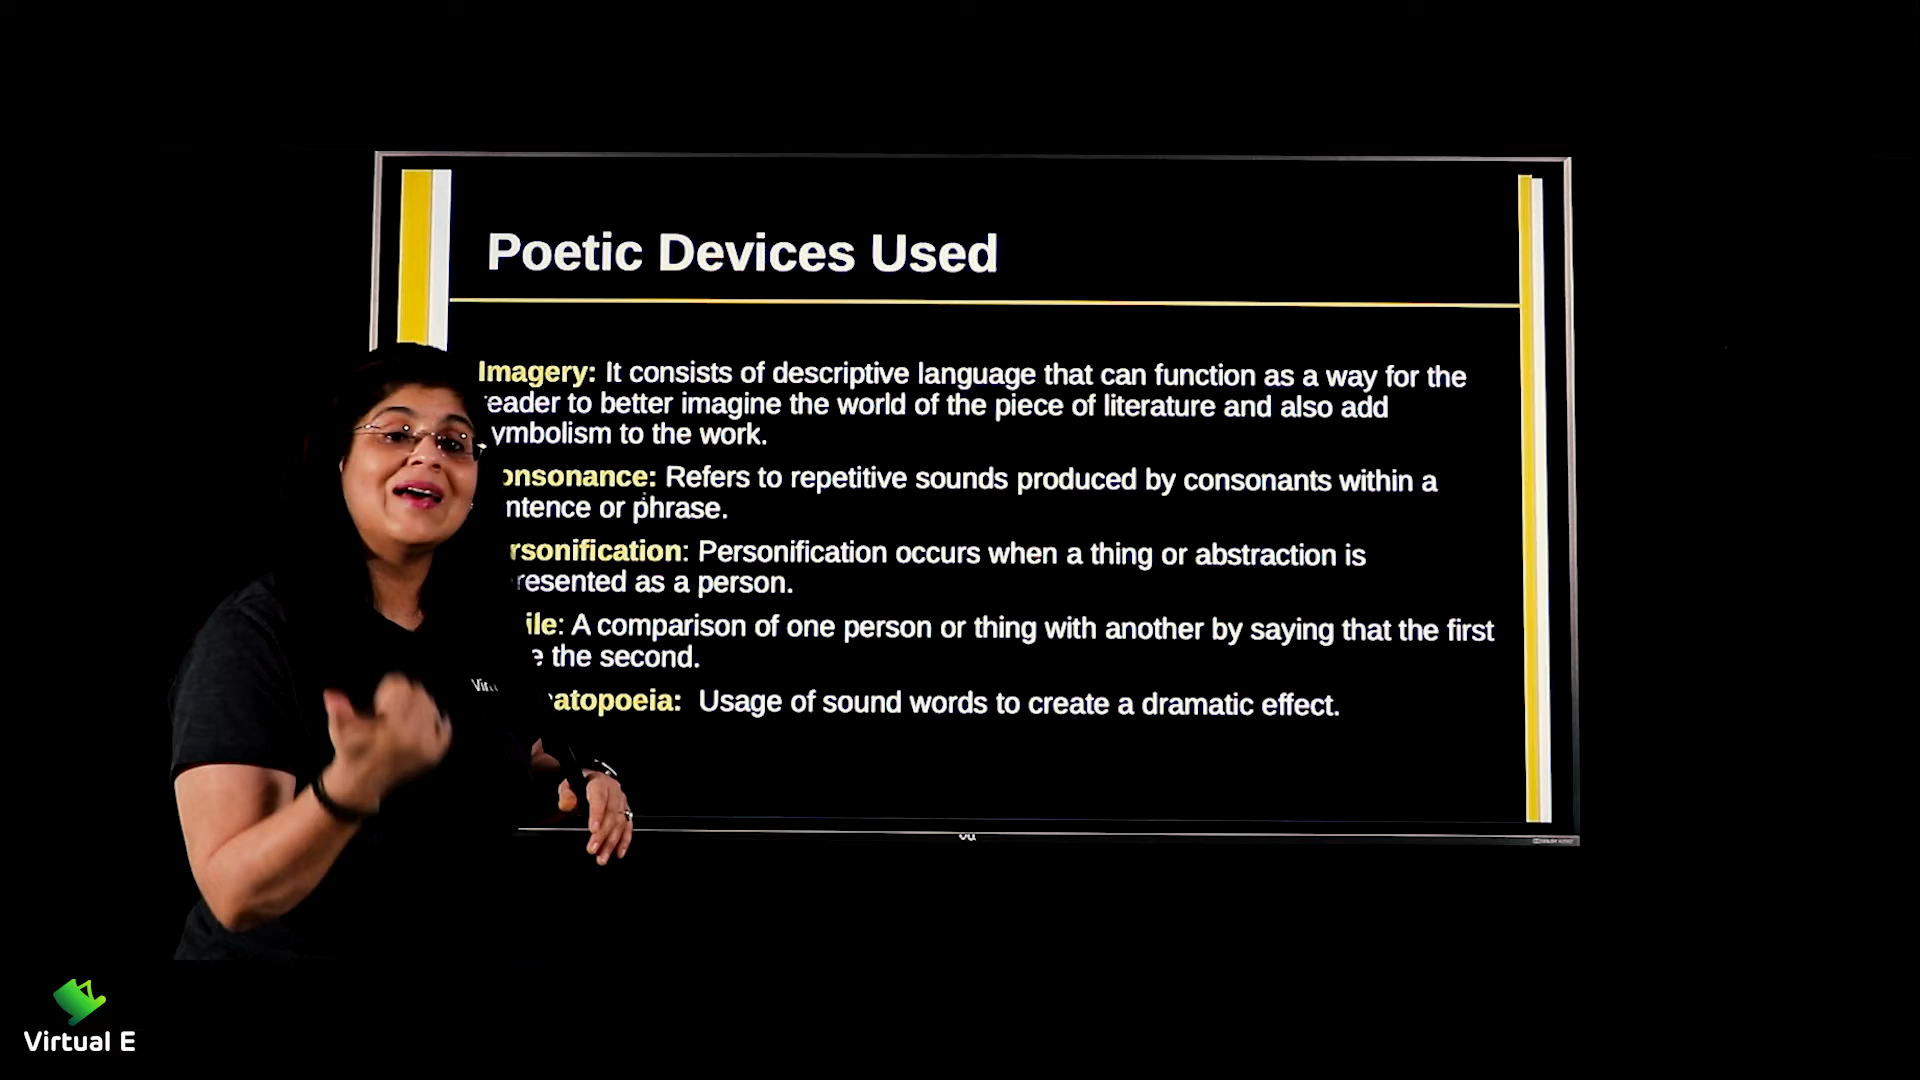 Poetic Devices Used
Imagery: It consists of descriptive language that can function as a way for the
eader to better imagine the world of the piece of literature and also add
ymbolism to the work.
onsonance: Refers to repetitive sounds produced by consonants within a
ntence or phrase.
rsonification: Personification occurs when a thing or abstraction is
resented as a person.
ile: A comparison of one person or thing with another by saying that the first
e the second.
atopoeia: Usage of sound words to create a dramatic effect.
Virtual E